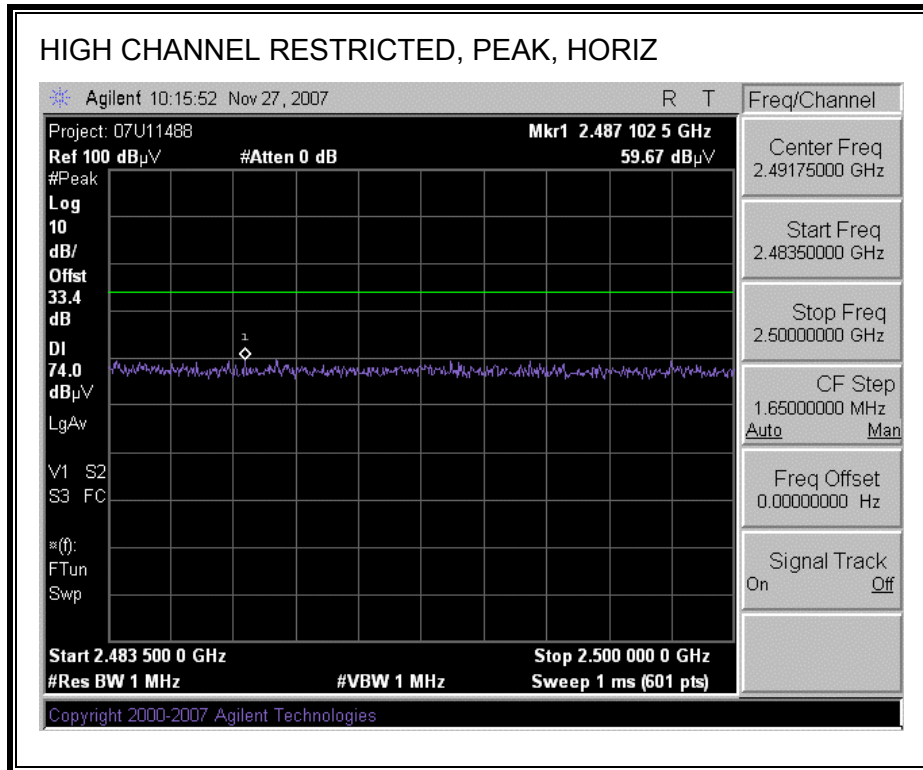 HIGH CHANNEL RESTRICTED, PEAK, HORIZ
Agilent 10:15:52 Nov 27, 2007 R T
Freq/Channel
Project: 07U11488 Mkr1 2.487 102 5 GHz
Ref 100 dBµV #Atten 0 dB 59.67 dBµV
#Peak
Log
10
dB/
Offst
33.4
dB
1
DI
74.0
dBµV
LgAv
V1 S2
S3 FC
¤(f):
FTun
Swp
Start 2.483 500 0 GHz Stop 2.500 000 0 GHz
#Res BW 1 MHz #VBW 1 MHz Sweep 1 ms (601 pts)
Copyright 2000-2007 Agilent Technologies
Center Freq
2.49175000 GHz
Start Freq
2.48350000 GHz
Stop Freq
2.50000000 GHz
CF Step
1.65000000 MHz
Auto Man
Freq Offset
0.00000000 Hz
Signal Track
On Off